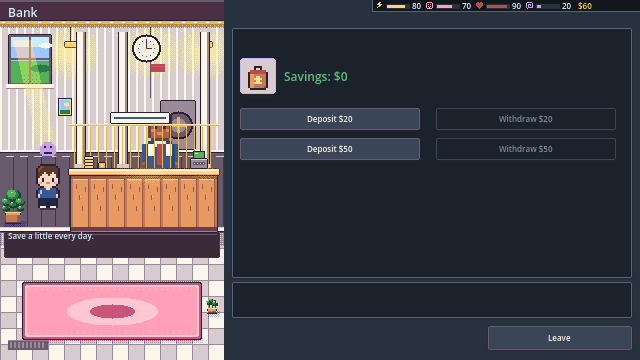 Bank
80 70 90 20 $60
Savings: $0
Deposit $20
Withdraw $20
Deposit $50
Withdraw $50
Save a little every day.
Leave